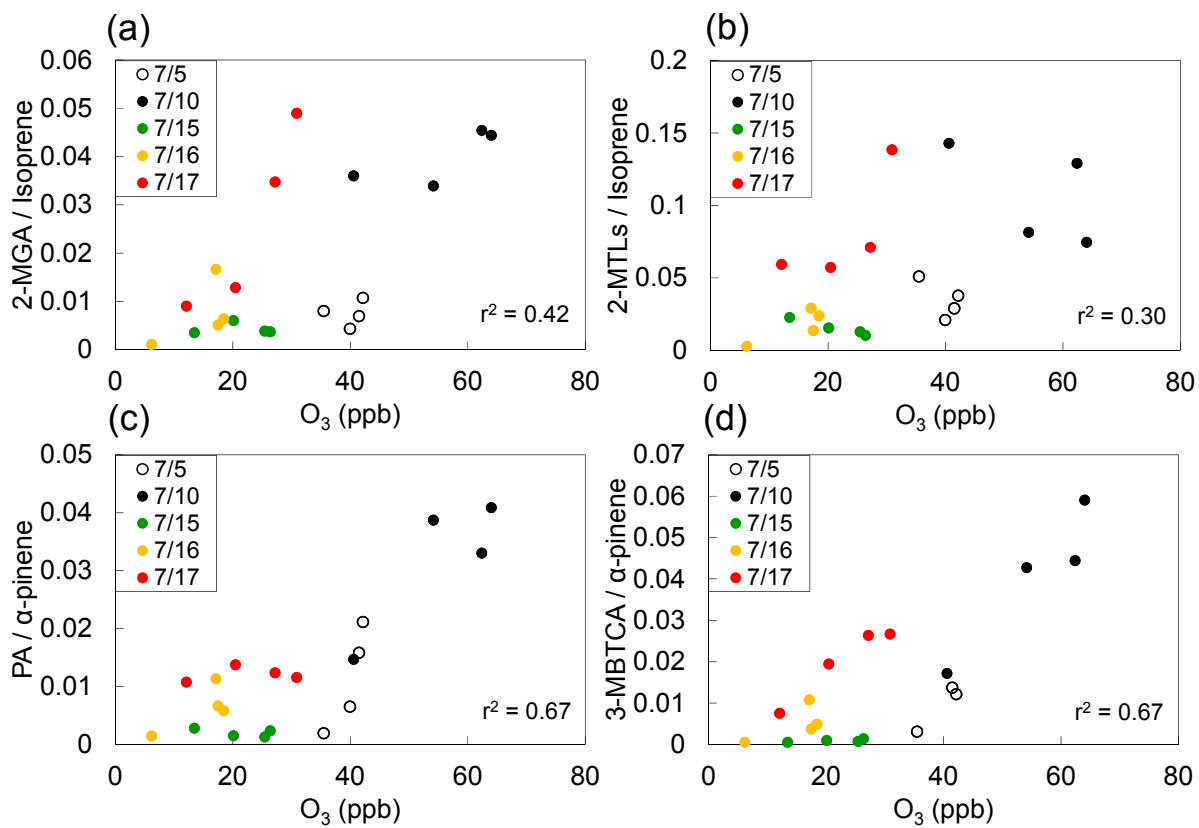 (a)
2-MGA / Isoprene
0.06
0.05
0.04
0.03
0.02
0.01
0
7/5
7/10
7/15
7/16
7/17
r² = 0.42
0 20 40 60 80
O₃ (ppb)
(b)
2-MTLs / Isoprene
0.2
0.15
0.1
0.05
0
7/5
7/10
7/15
7/16
7/17
r² = 0.30
0 20 40 60 80
O₃ (ppb)
(c)
PA / α-pinene
0.05
0.04
0.03
0.02
0.01
0
7/5
7/10
7/15
7/16
7/17
r² = 0.67
0 20 40 60 80
O₃ (ppb)
(d)
3-MBTCA / α-pinene
0.07
0.06
0.05
0.04
0.03
0.02
0.01
0
7/5
7/10
7/15
7/16
7/17
r² = 0.67
0 20 40 60 80
O₃ (ppb)